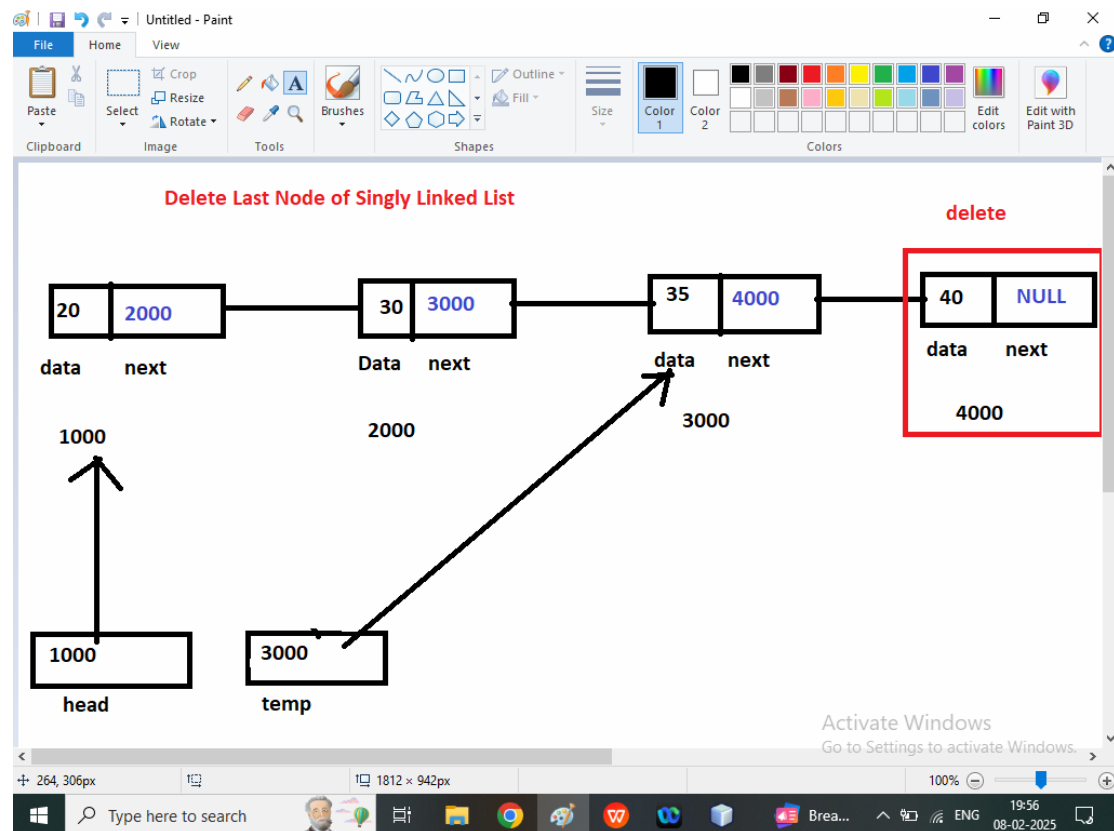 Untitled - Paint
File Home View
Paste
Select
Crop
Resize
Rotate
Brushes
Outline
Fill
Size
Color 1
Color 2
Edit colors
Edit with Paint 3D
Clipboard Image Tools Shapes Colors
Delete Last Node of Singly Linked List
delete
20 2000 30 3000 35 4000 40 NULL
data next Data next data next data next
1000 2000 3000 4000
1000 3000
head temp
Activate Windows
Go to Settings to activate Windows.
264, 306px 1812 × 942px 100%
Type here to search Brea... ENG 19:56
08-02-2025